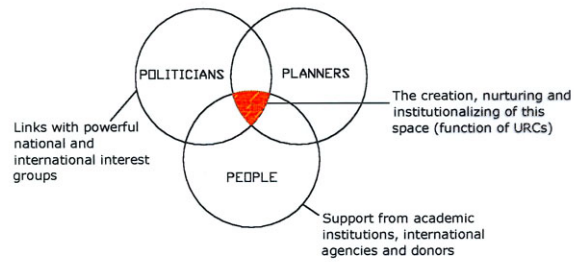 POLITICIANS
PLANNERS
The creation, nurturing and
institutionalizing of this
space (function of URCs)
Links with powerful
national and
international interest
groups
PEOPLE
Support from academic
institutions, international
agencies and donors